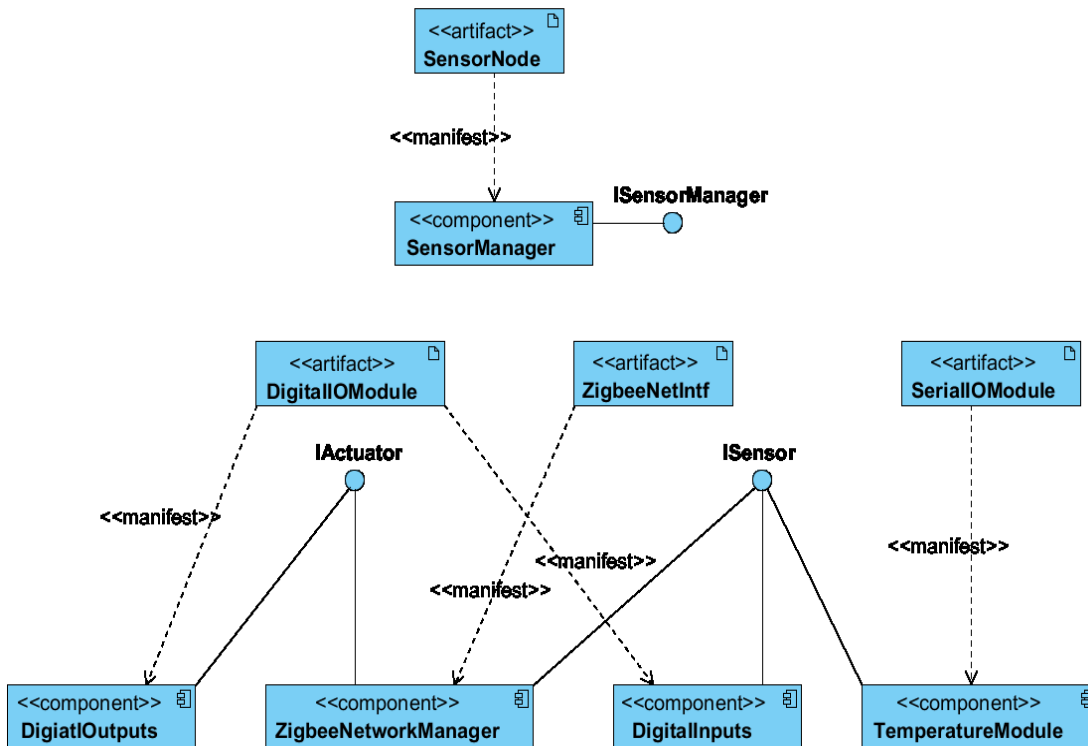 <<artifact>>
SensorNode
<<manifest>>
ISensorManager
<<component>>
SensorManager
<<artifact>>
DigitalIOModule
<<artifact>>
ZigbeeNetIntf
<<artifact>>
SerialIOModule
IActuator
ISensor
<<manifest>>
<<manifest>>
<<manifest>>
<<manifest>>
<<component>>
DigiatlOutputs
<<component>>
ZigbeeNetworkManager
<<component>>
DigitalInputs
<<component>>
TemperatureModule